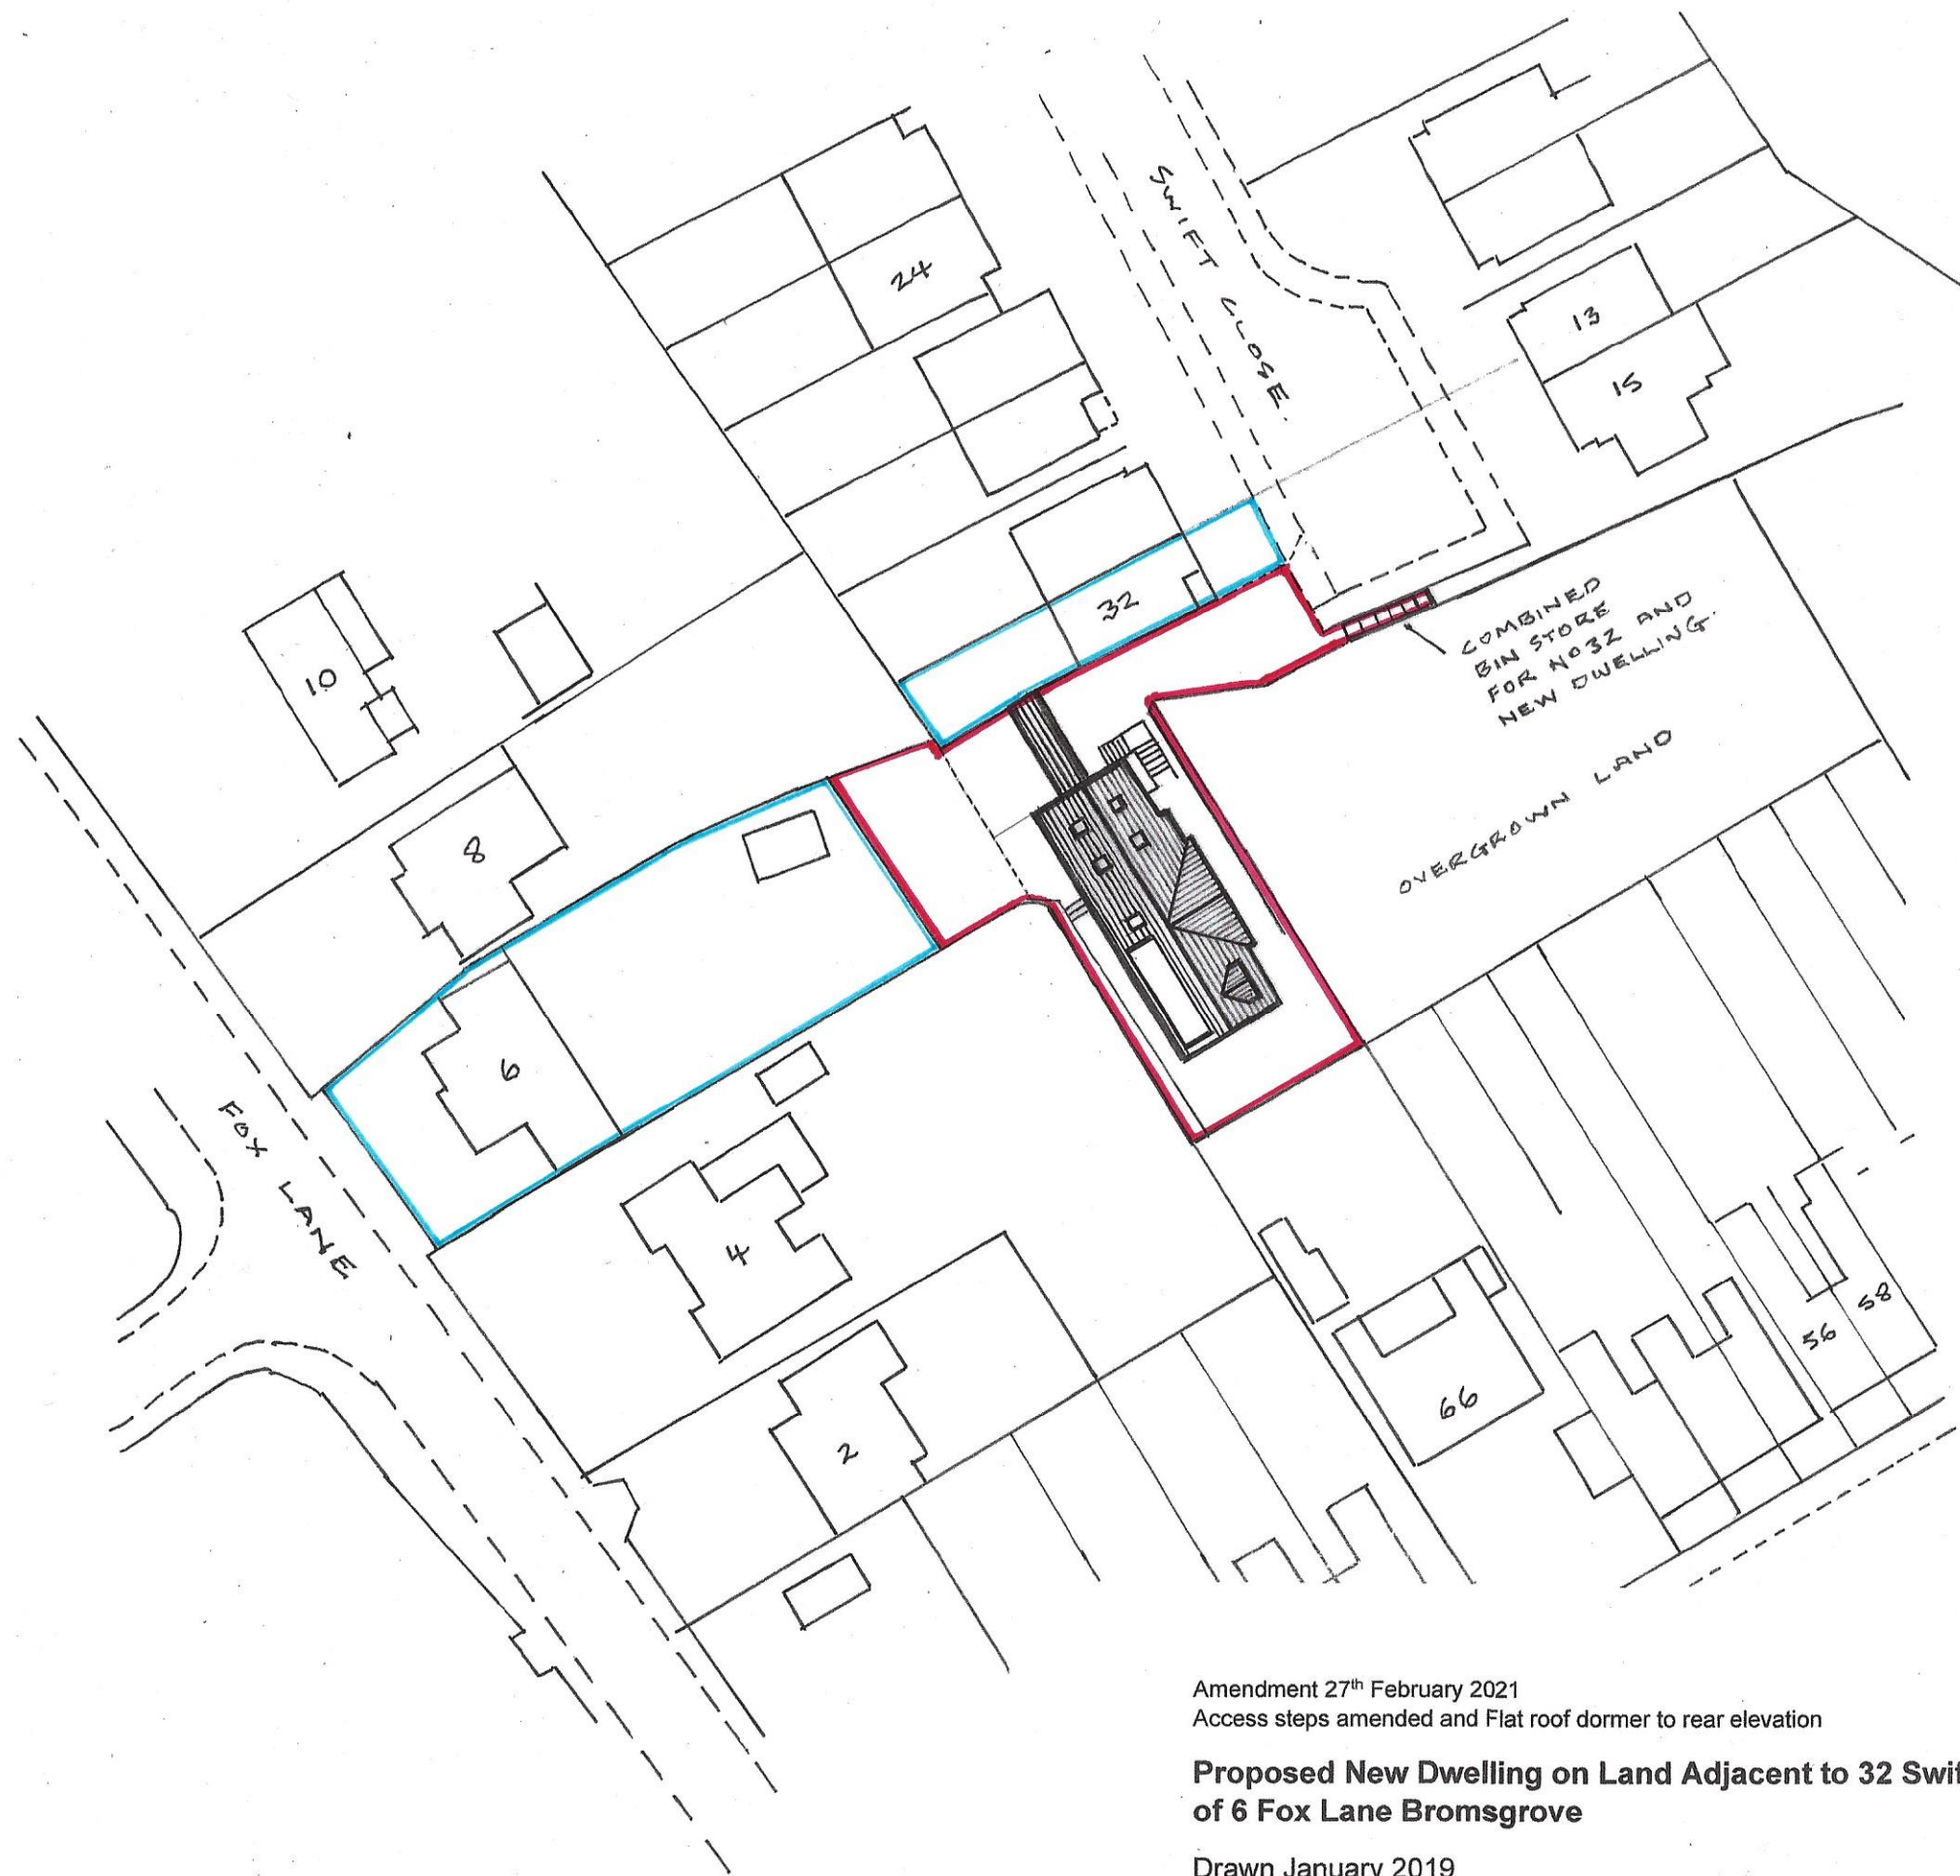 SWIFT CLOSE.
24
13
15
32
COMBINED
BIN STORE
FOR No32 AND
NEW DWELLING.
10
OVERGROWN LAND
8
6
FOX LANE
4
2
66
56
58
Amendment 27th February 2021
Access steps amended and Flat roof dormer to rear elevation
Proposed New Dwelling on Land Adjacent to 32 Swif
of 6 Fox Lane Bromsgrove
Drawn January 2019